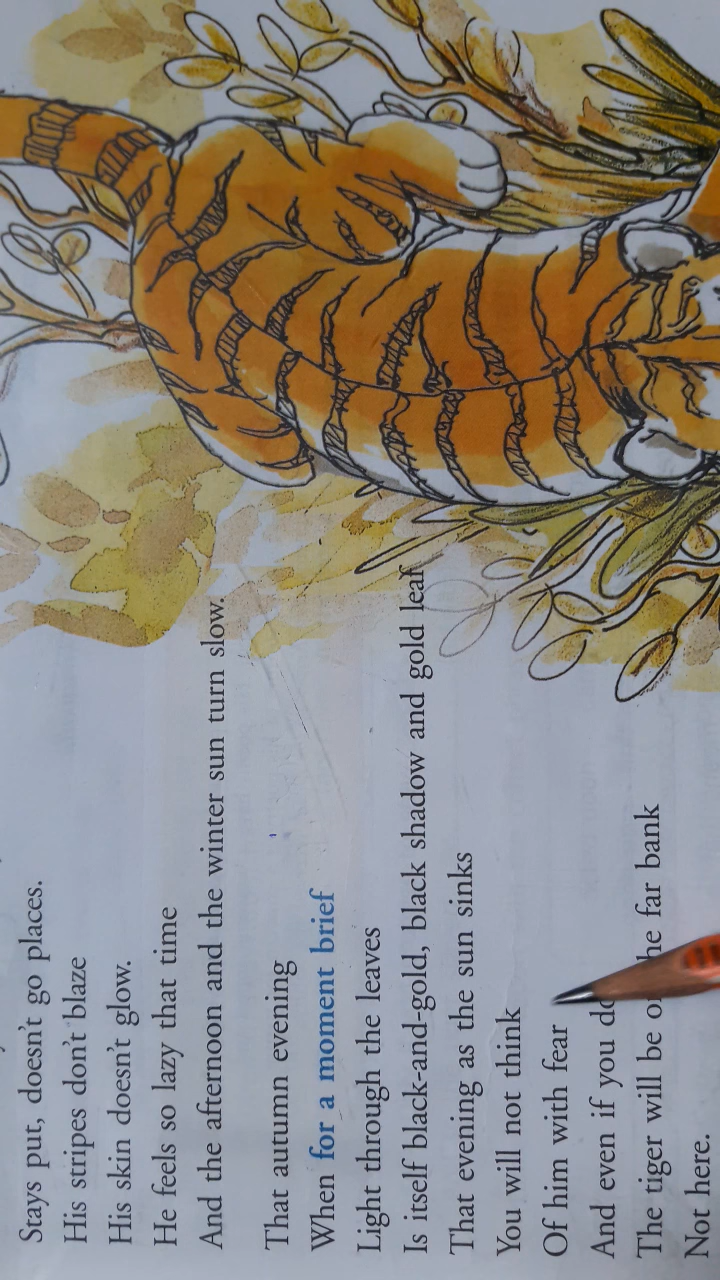 Stays put, doesn't go places.
His stripes don't blaze
His skin doesn't glow.
He feels so lazy that time
And the afternoon and the winter sun turn slow.
That autumn evening
When for a moment brief
Light through the leaves
Is itself black-and-gold, black shadow and gold leaf
That evening as the sun sinks
You will not think
Of him with fear
And even if you do
The tiger will be on the far bank
Not here.